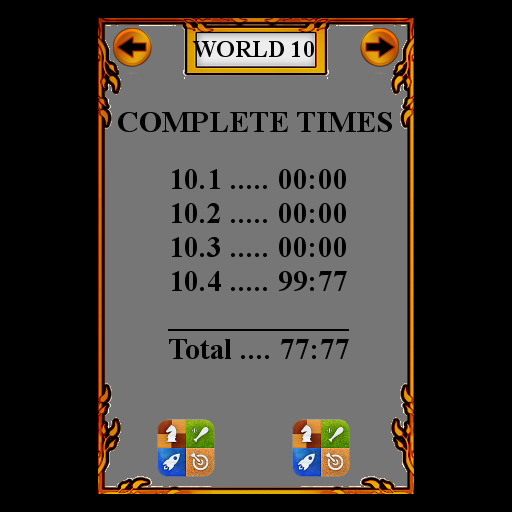 WORLD 10
COMPLETE TIMES
10.1 ..... 00:00
10.2 ..... 00:00
10.3 ..... 00:00
10.4 ..... 99:77
Total .... 77:77